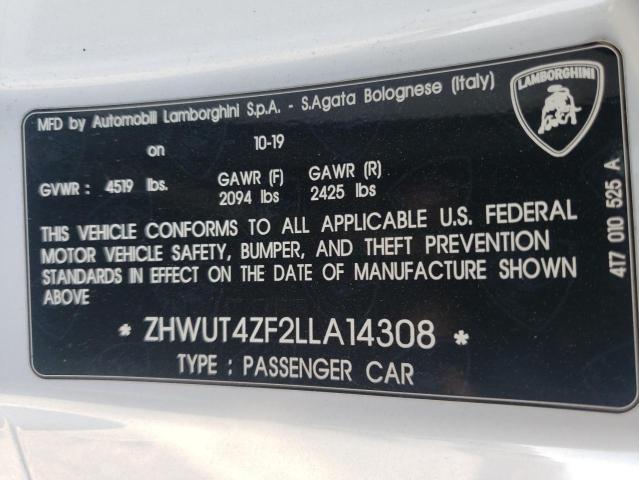 LAMBORGHINI
MFD by Automobili Lamborghini S.p.A. - S.Agata Bolognese (Italy)
on 10-19
GVWR : 4519 lbs. GAWR (F) GAWR (R)
2094 lbs 2425 lbs
THIS VEHICLE CONFORMS TO ALL APPLICABLE U.S. FEDERAL
MOTOR VEHICLE SAFETY, BUMPER, AND THEFT PREVENTION
STANDARDS IN EFFECT ON THE DATE OF MANUFACTURE SHOWN
ABOVE
* ZHWUT4ZF2LLA14308 *
TYPE : PASSENGER CAR
4T7 010 525 A